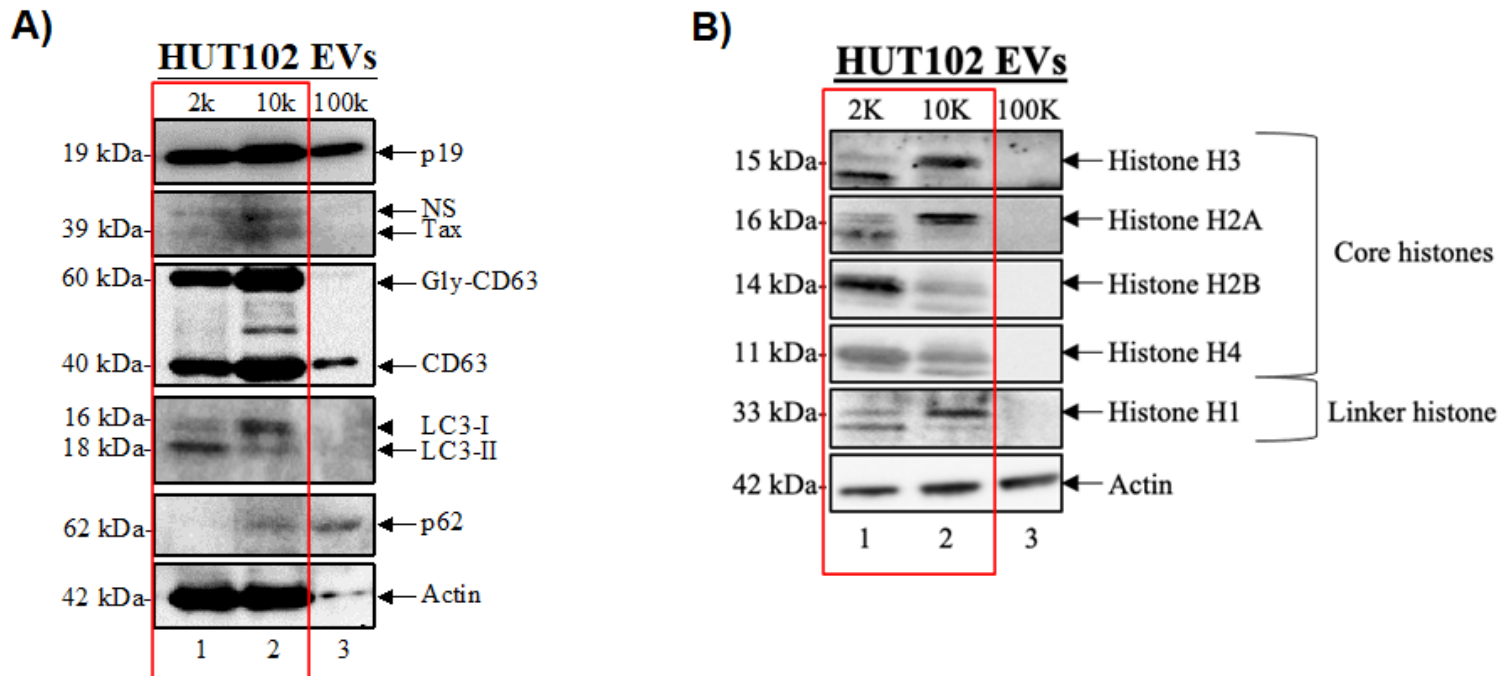 A)
HUT102 EVs
2k 10k 100k
19 kDa- p19
NS
39 kDa- Tax
60 kDa- Gly-CD63
40 kDa- CD63
16 kDa- LC3-I
18 kDa- LC3-II
62 kDa- p62
42 kDa- Actin
1 2 3
B)
HUT102 EVs
2K 10K 100K
15 kDa- Histone H3
16 kDa- Histone H2A
14 kDa- Histone H2B
11 kDa- Histone H4
Core histones
33 kDa- Histone H1
Linker histone
42 kDa- Actin
1 2 3